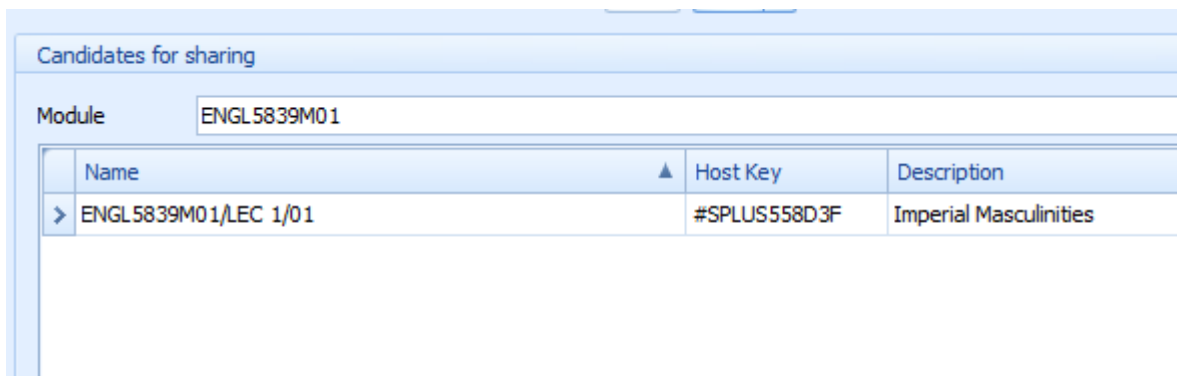 Candidates for sharing
Module ENGL5839M01
Name Host Key Description
ENGL5839M01/LEC 1/01 #SPLUS558D3F Imperial Masculinities